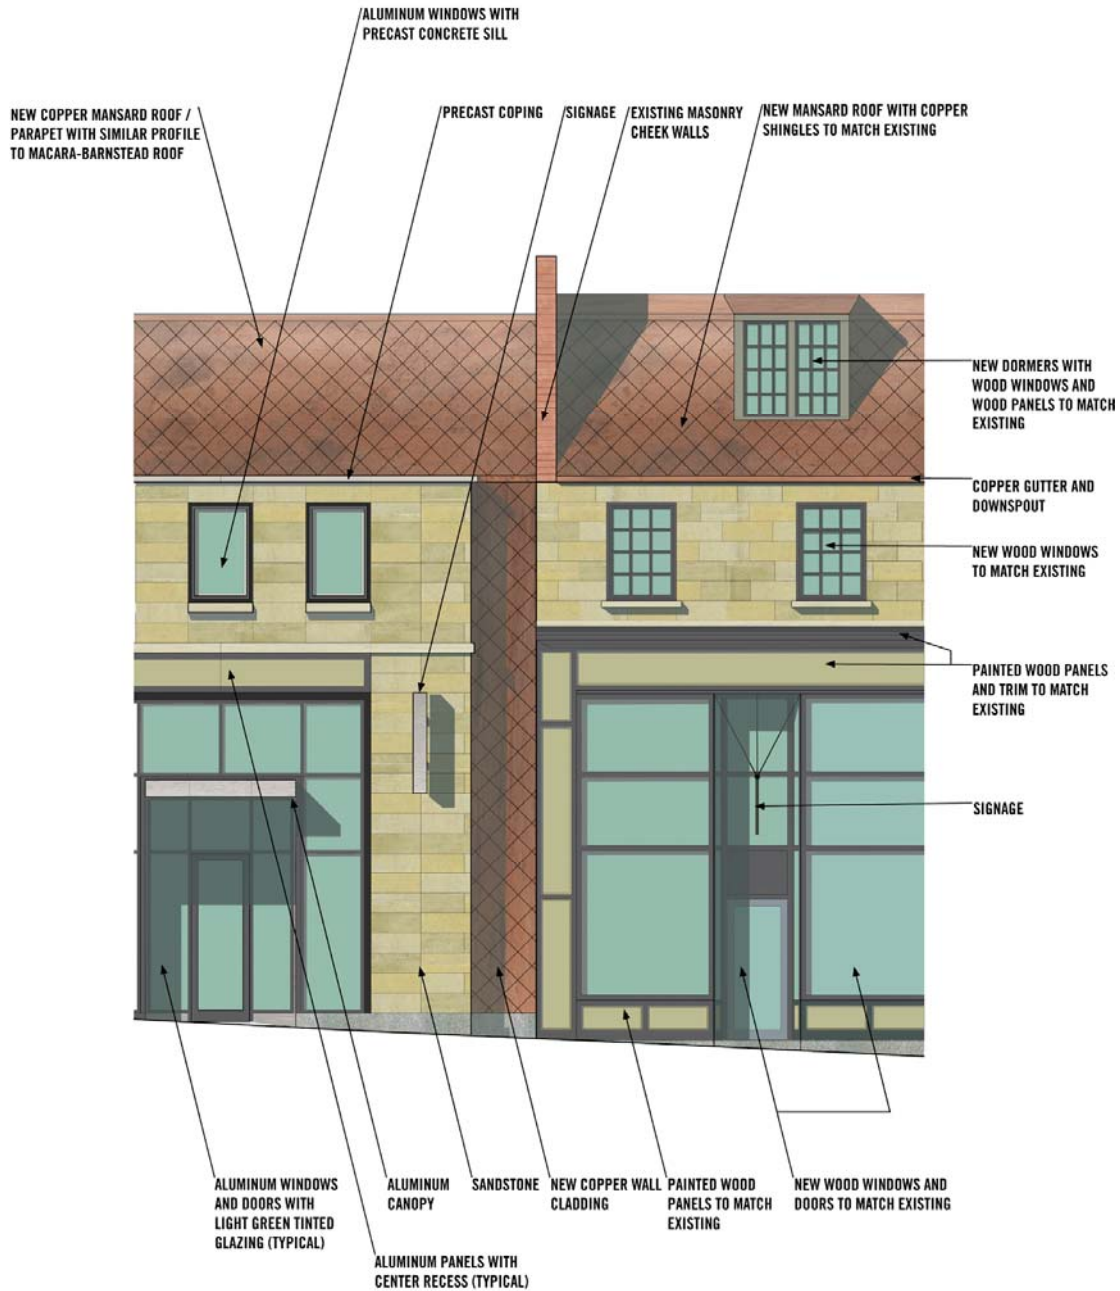 ALUMINUM WINDOWS WITH
PRECAST CONCRETE SILL
NEW COPPER MANSARD ROOF /
PARAPET WITH SIMILAR PROFILE
TO MACARA-BARNSTEAD ROOF
PRECAST COPING
SIGNAGE
EXISTING MASONRY
CHEEK WALLS
NEW MANSARD ROOF WITH COPPER
SHINGLES TO MATCH EXISTING
NEW DORMERS WITH
WOOD WINDOWS AND
WOOD PANELS TO MATCH
EXISTING
COPPER GUTTER AND
DOWNSPOUT
NEW WOOD WINDOWS
TO MATCH EXISTING
PAINTED WOOD PANELS
AND TRIM TO MATCH
EXISTING
SIGNAGE
ALUMINUM WINDOWS
AND DOORS WITH
LIGHT GREEN TINTED
GLAZING (TYPICAL)
ALUMINUM
CANOPY
SANDSTONE
NEW COPPER WALL
CLADDING
PAINTED WOOD
PANELS TO MATCH
EXISTING
NEW WOOD WINDOWS AND
DOORS TO MATCH EXISTING
ALUMINUM PANELS WITH
CENTER RECESS (TYPICAL)